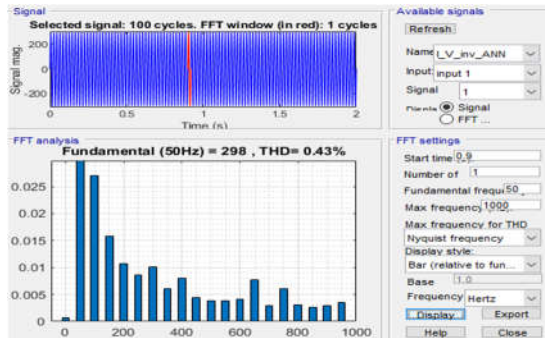 Signal
Selected signal: 100 cycles. FFT window (in red): 1 cycles
Signal mag.
200
0
-200
0
0.5
1
1.5
2
Time (s)
FFT analysis
Fundamental (50Hz) = 298 , THD= 0.43%
0.025
0.02
0.015
0.01
0.005
0
0
200
400
600
800
1000
Available signals
Refresh
Name
I_V_inv_ANN
Input:
input 1
Signal
1
Signal
FFT ...
FFT settings
Start time
0.9
Number of
1
Fundamental
50
Max frequency
1000
Max frequency for THD
Nyquist frequency
Display style:
Bar (relative to fun...
Base
1.0
Frequency
Hertz
Display
Export
Help
Close